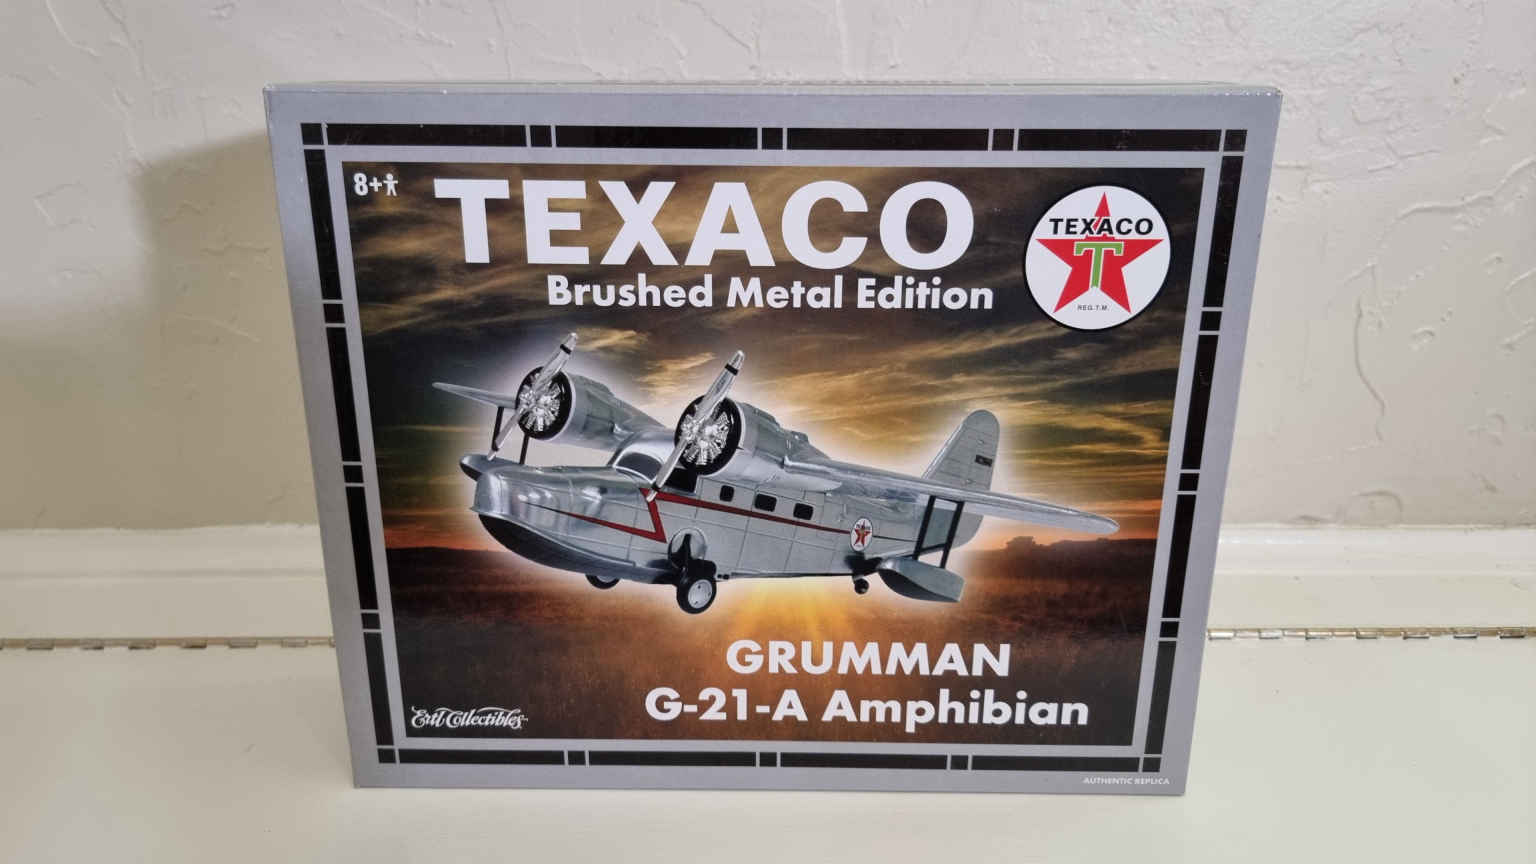 8+
TEXACO
Brushed Metal Edition
TEXACO
T
REG. T.M.
GRUMMAN
G-21-A Amphibian
Ertl Collectibles
AUTHENTIC REPLICA